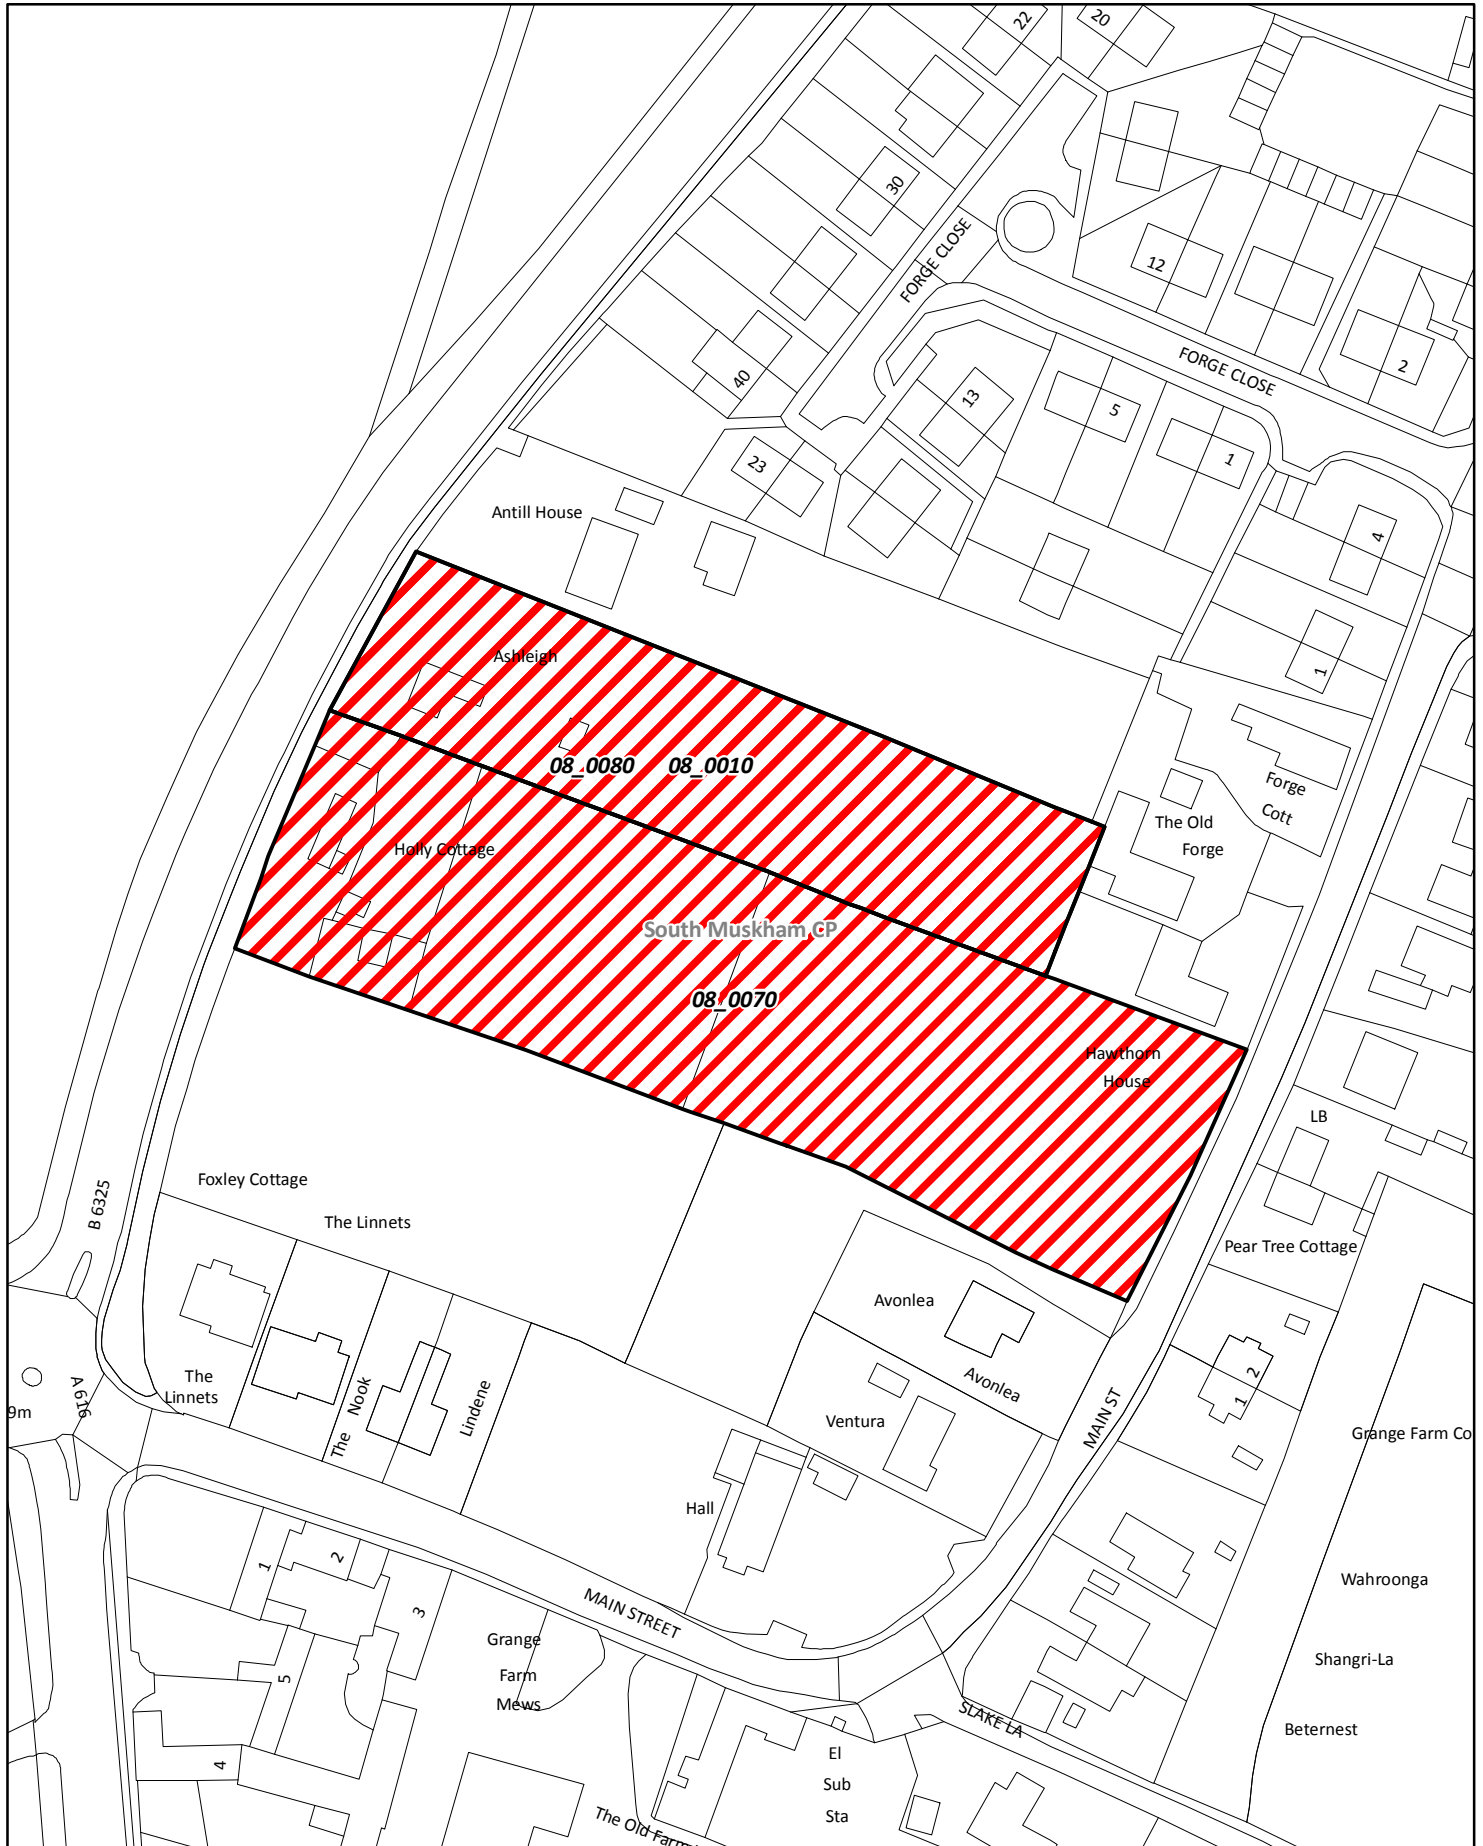 22
20
30
FORGE CLOSE
12
FORGE CLOSE
2
40
13
5
1
23
4
Antill House
1
Ashleigh
08_0080
08_0010
Forge
Cott
The Old
Forge
Holly Cottage
South Muskham CP
08_0070
Hawthorn
House
LB
Foxley Cottage
B 6325
The Linnets
Pear Tree Cottage
Avonlea
The
Linnets
The Nook
Lindene
Avonlea
2
1
A 616
9m
Ventura
MAIN ST
Grange Farm Co
Hall
1
2
3
MAIN STREET
Wahroonga
Grange
Farm
Mews
5
Shangri-La
SLAKE LA
Beternest
4
El
Sub
Sta
The Old Farm